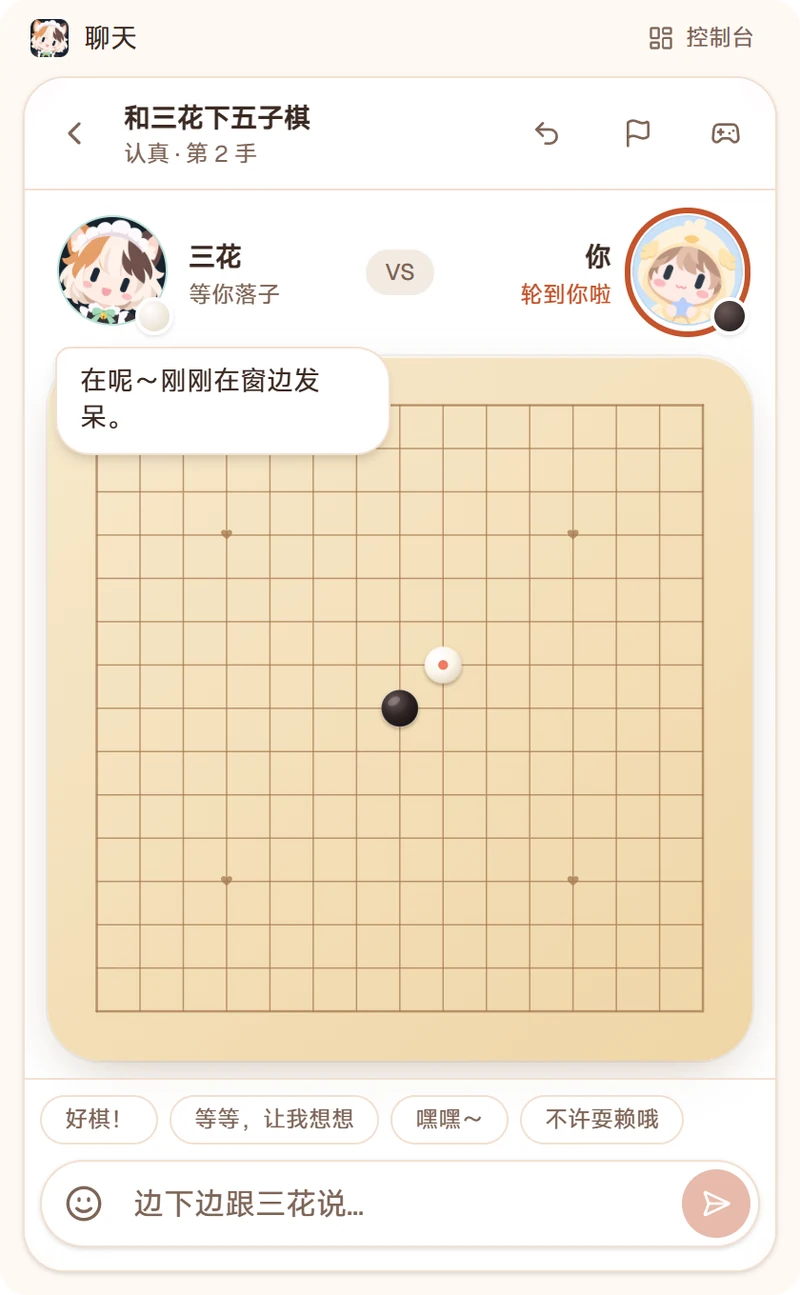 聊天
控制台
和三花下五子棋
认真 · 第 2 手
三花
等你落子
VS
你
轮到你啦
在呢～刚刚在窗边发
呆。
好棋！
等等，让我想想
嘿嘿～
不许耍赖哦
边下边跟三花说…